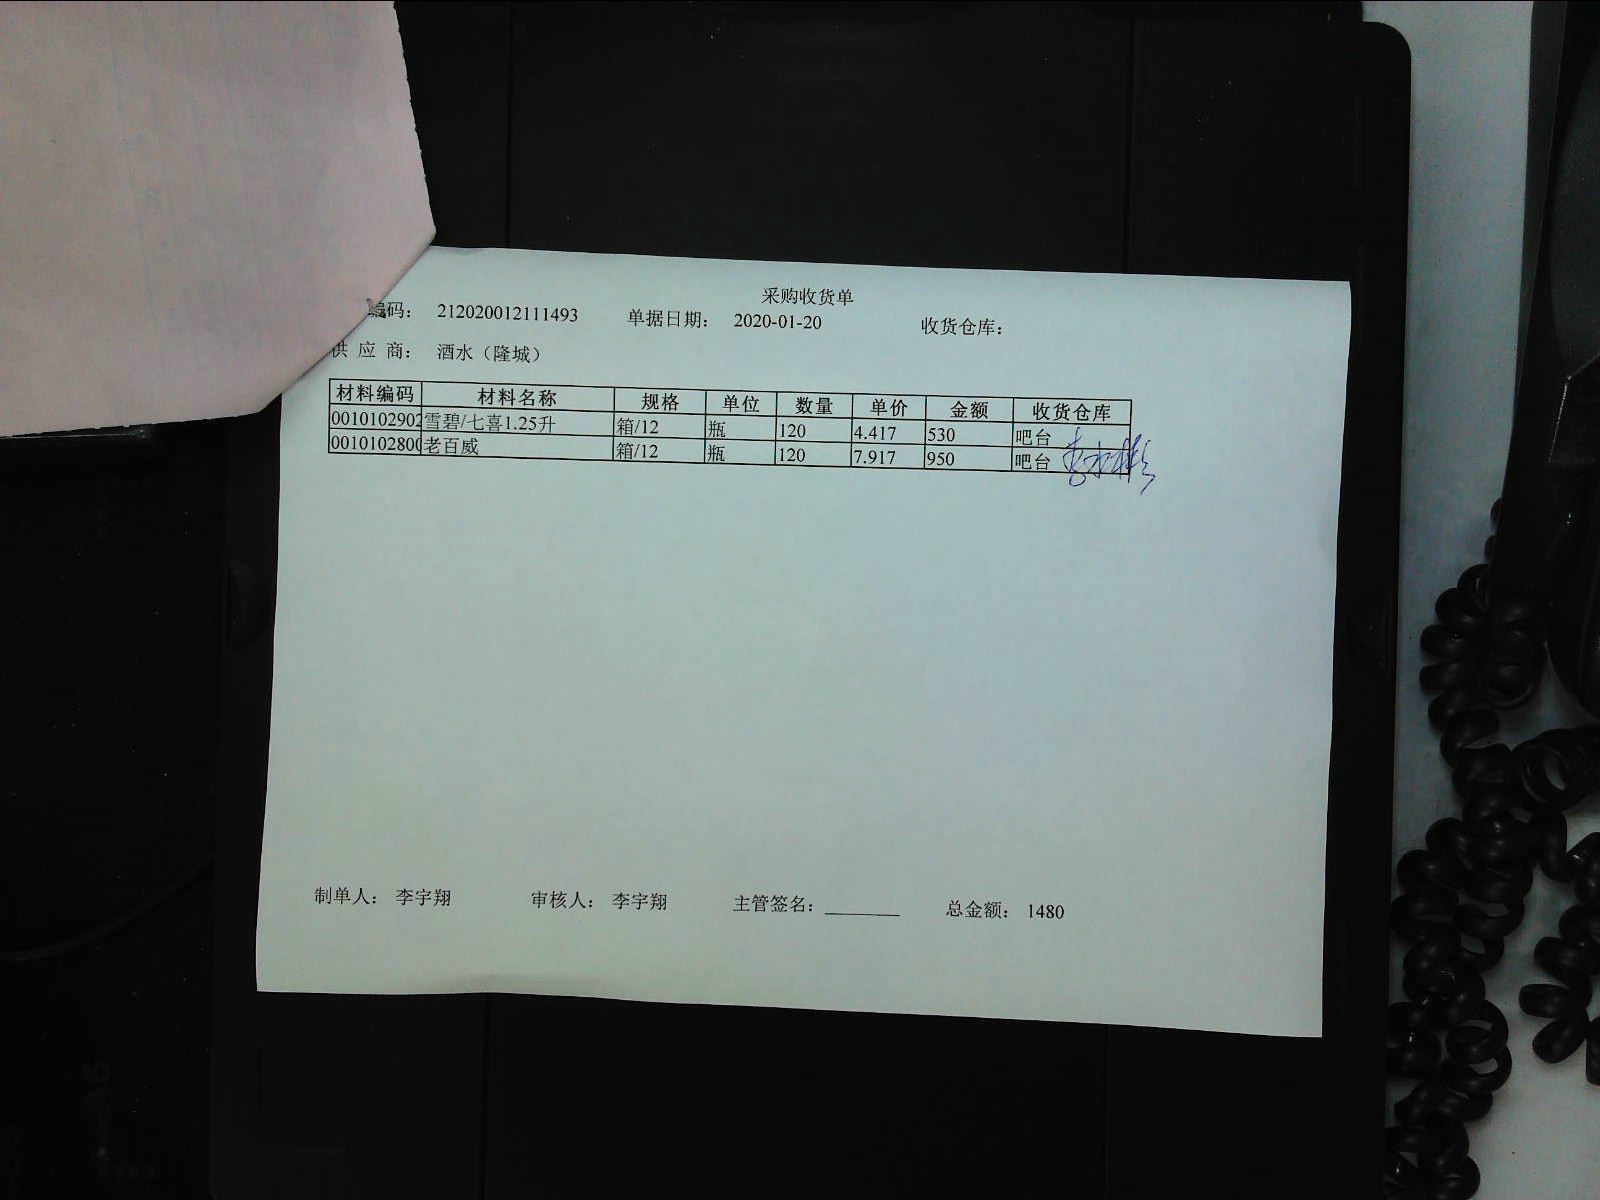 采购收货单
编码： 212020012111493 单据日期： 2020-01-20 收货仓库：
供 应 商： 酒水（隆城）
材料编码 材料名称 规格 单位 数量 单价 金额 收货仓库
0010102902 雪碧/七喜1.25升 箱/12 瓶 120 4.417 530 吧台
001010280 老百威 箱/12 瓶 120 7.917 950 吧台
制单人： 李宇翔 审核人： 李宇翔 主管签名： 总金额： 1480